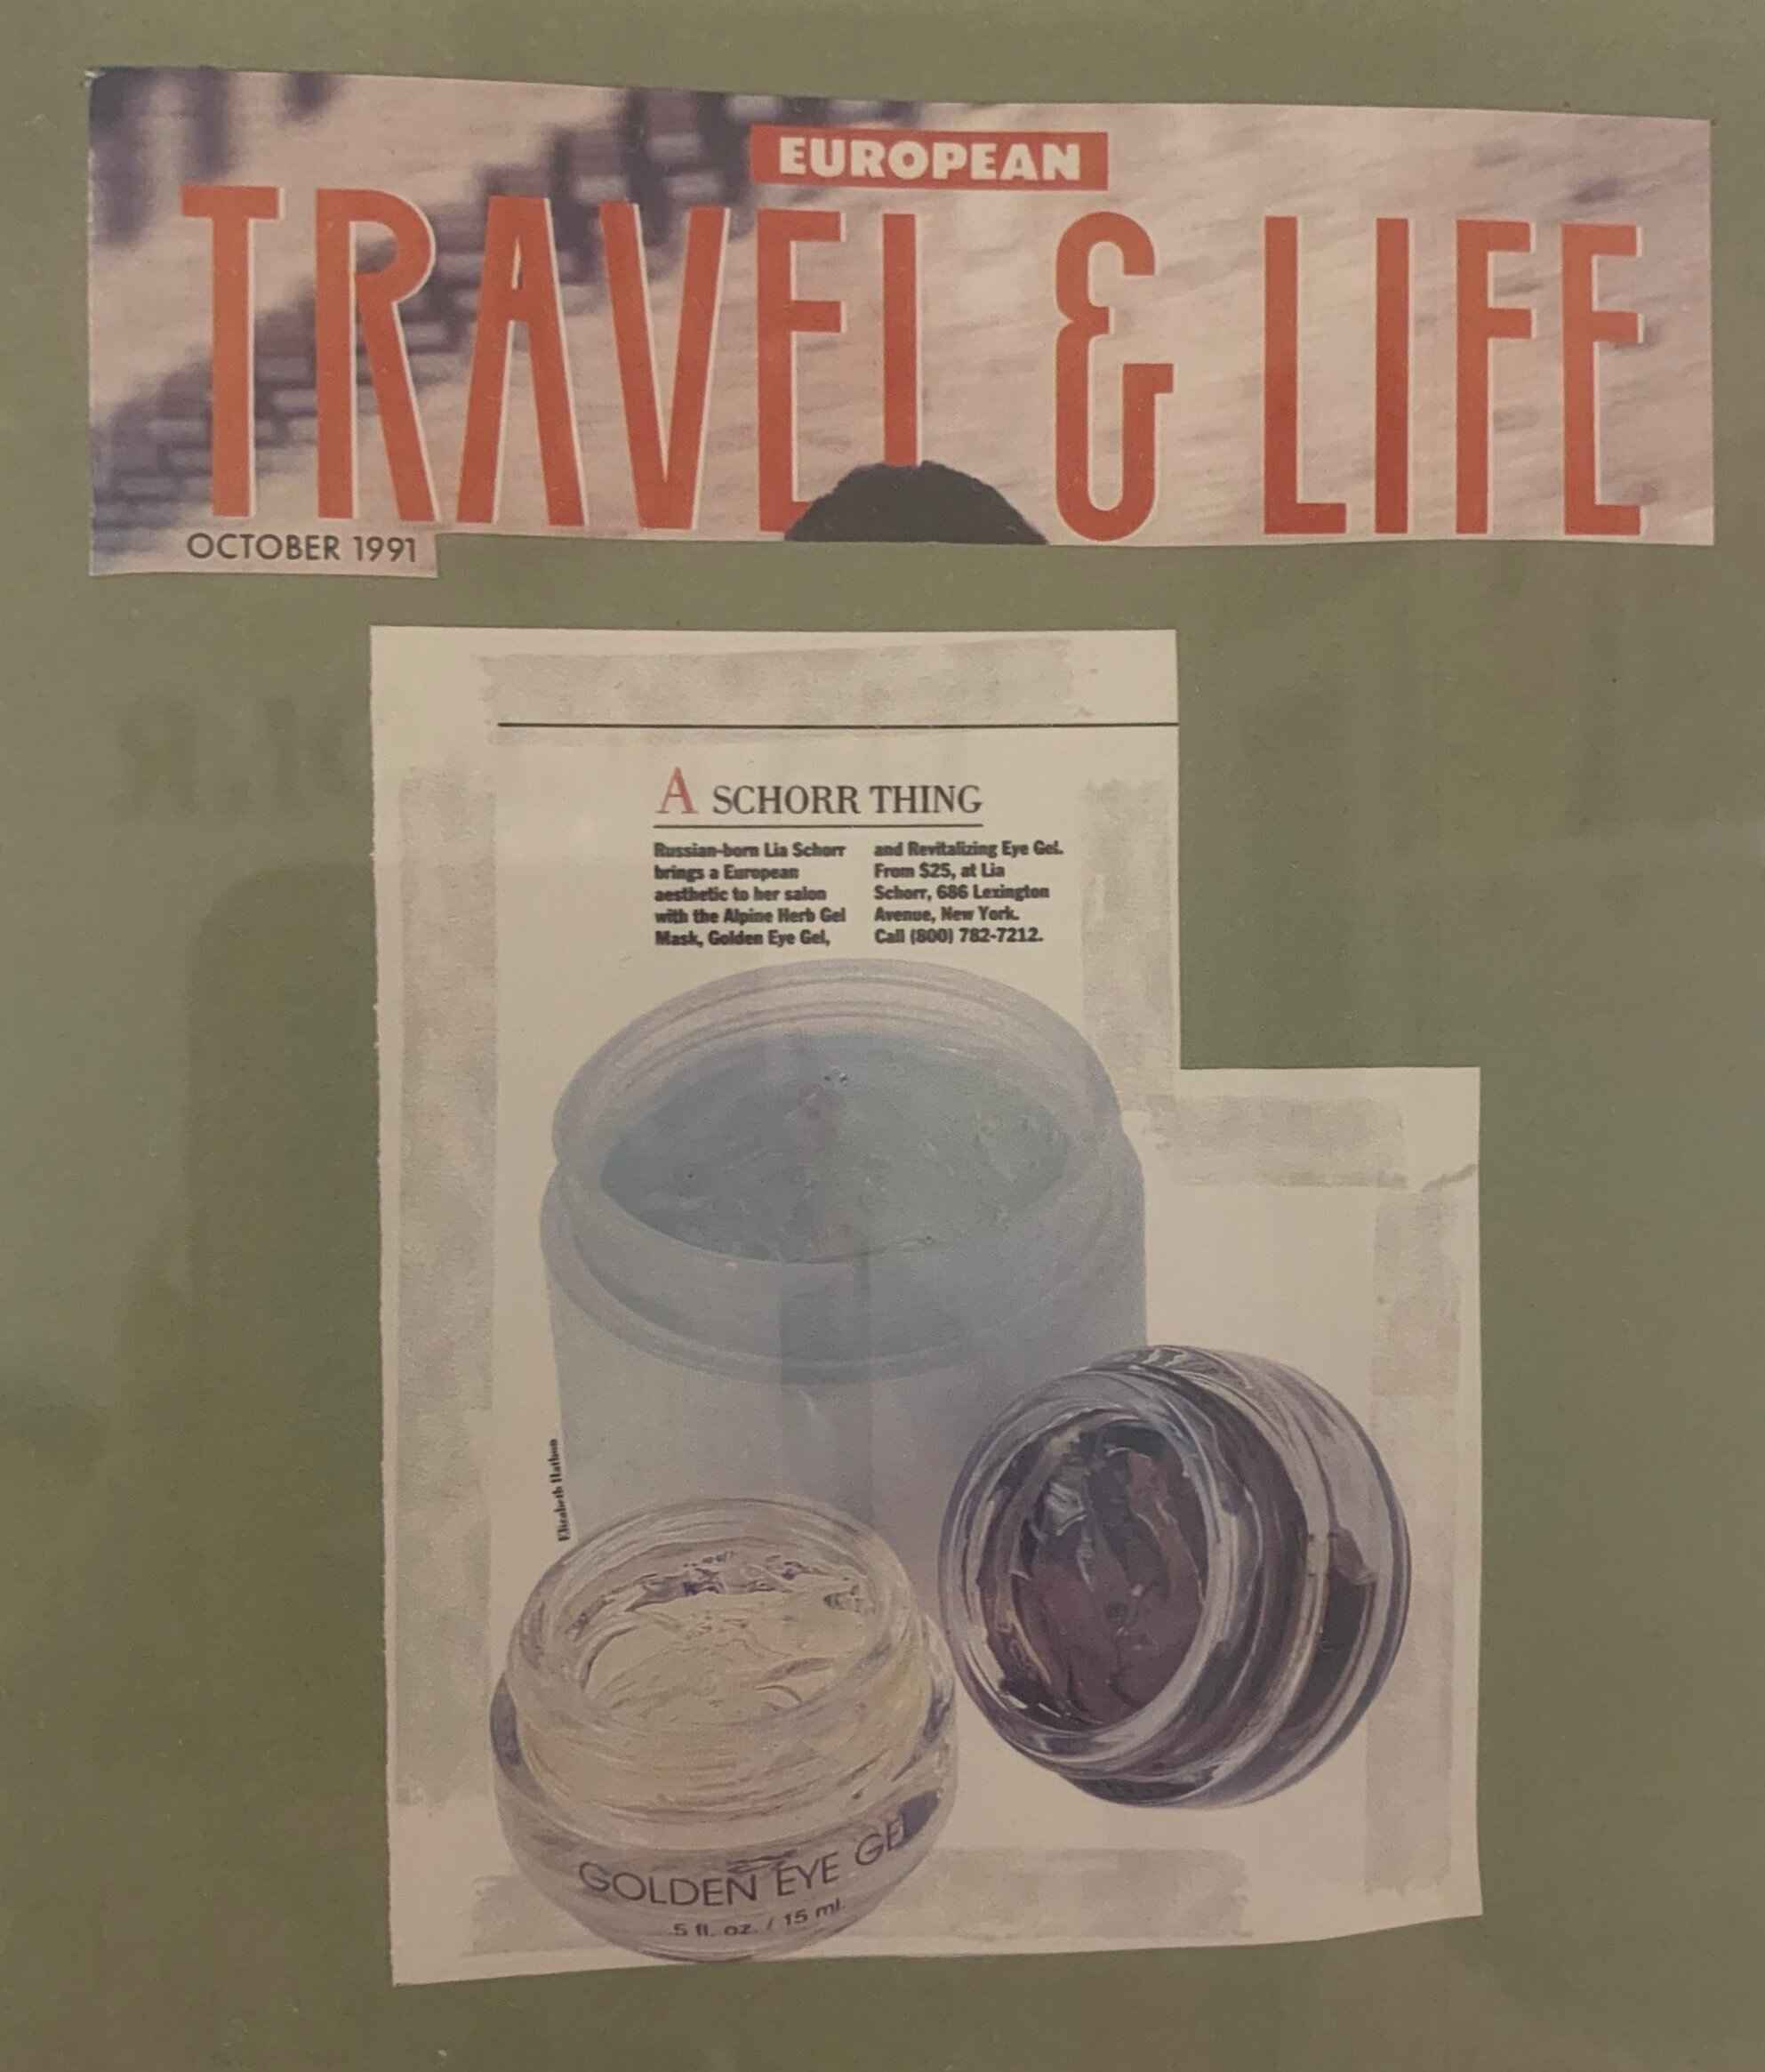 EUROPEAN
TRAVEL & LIFE
OCTOBER 1991
A SCHORR THING
Russian-born Lia Schorr
brings a European
aesthetic to her salon
with the Alpine Herb Gel
Mask, Golden Eye Gel,
and Revitalizing Eye Gel.
From $25, at Lia
Schorr, 686 Lexington
Avenue, New York.
Call (800) 782-7212.
Elizabeth Hathon
GOLDEN EYE GEL
.5 fl. oz. / 15 ml.